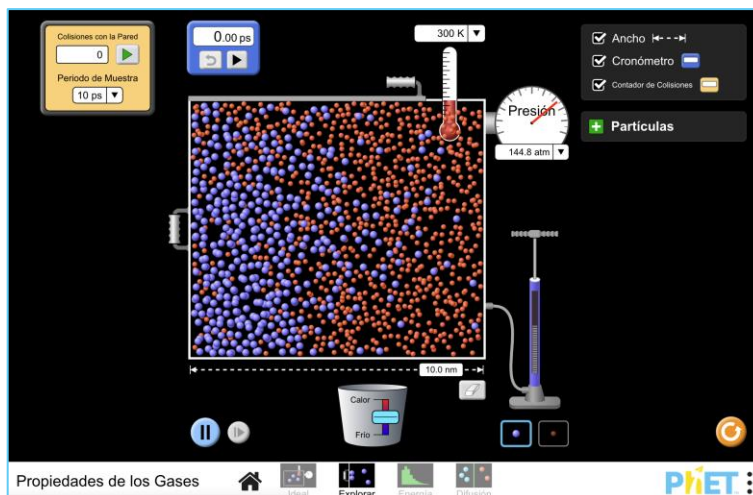 Colisiones con la Pared
0
Periodo de Muestra
10 ps
0.00 ps
300 K
Presión
144.8 atm
Ancho
Cronómetro
Contador de Colisiones
Partículas
10.0 nm
Calor
Frío
Propiedades de los Gases
Ideal
Explorar
Energía
Difusión
PhET